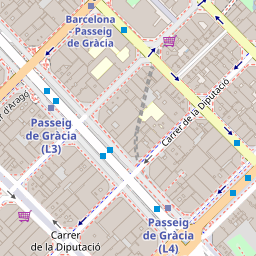 Barcelona
Passeig
de Gràcia
Carrer de la Diputació
d'Aragó
Passeig
de Gràcia
(L3)
Passeig
de Gràcia
(L4)
Carrer
de la Diputació